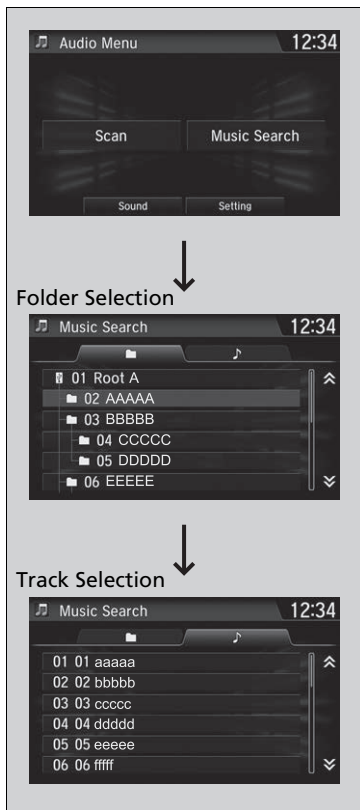 Audio Menu 12:34
Scan Music Search
Sound Setting
Folder Selection
Music Search 12:34
01 Root A
02 AAAAA
03 BBBBB
04 CCCCC
05 DDDDD
06 EEEEE
Track Selection
Music Search 12:34
01 01 aaaaa
02 02 bbbbb
03 03 ccccc
04 04 ddddd
05 05 eeeee
06 06 fffff